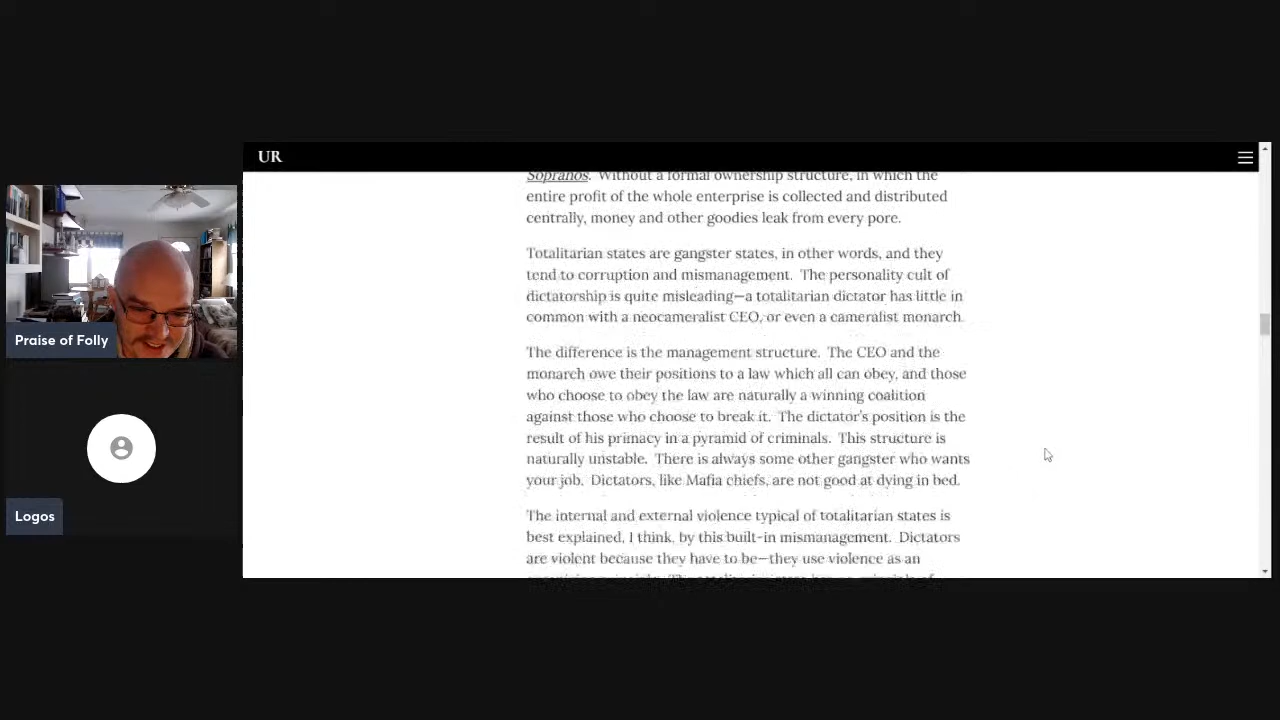 UR
Sopranos. Without a formal ownership structure, in which the
entire profit of the whole enterprise is collected and distributed
centrally, money and other goodies leak from every pore.
Totalitarian states are gangster states, in other words, and they
tend to corruption and mismanagement. The personality cult of
dictatorship is quite misleading—a totalitarian dictator has little in
common with a neocameralist CEO, or even a cameralist monarch.
The difference is the management structure. The CEO and the
monarch owe their positions to a law which all can obey, and those
who choose to obey the law are naturally a winning coalition
against those who choose to break it. The dictator's position is the
result of his primacy in a pyramid of criminals. This structure is
naturally unstable. There is always some other gangster who wants
your job. Dictators, like Mafia chiefs, are not good at dying in bed.
The internal and external violence typical of totalitarian states is
best explained, I think, by this built-in mismanagement. Dictators
are violent because they have to be—they use violence as an
Praise of Folly
Logos